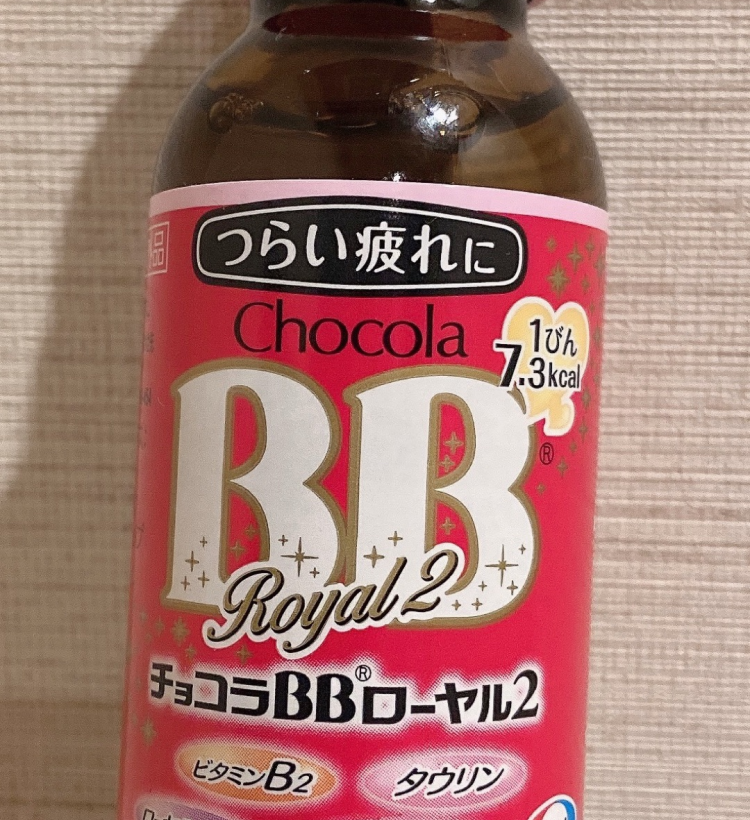 つらい疲れに
Chocola
1びん
7.3kcal
BB®
Royal 2
チョコラBB®ローヤル2
ビタミンB2
タウリン